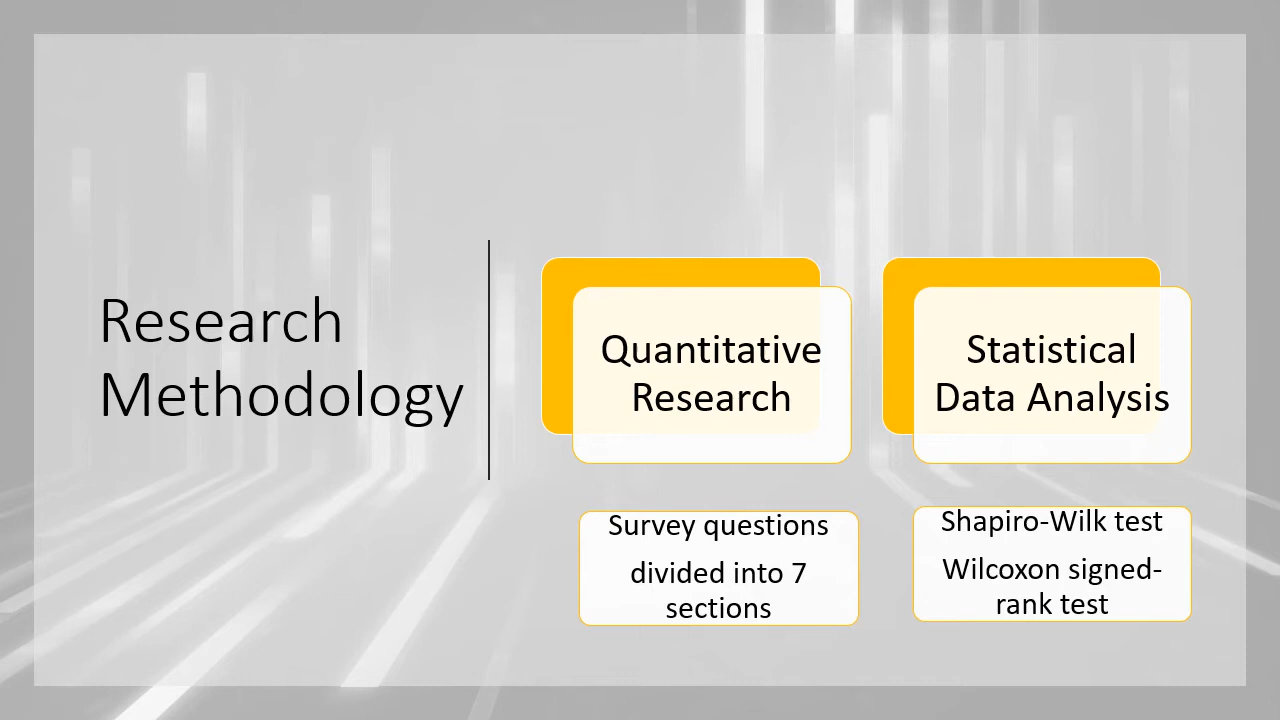 Research
Methodology
Quantitative
Research
Statistical
Data Analysis
Survey questions
divided into 7
sections
Shapiro-Wilk test
Wilcoxon signed-
rank test